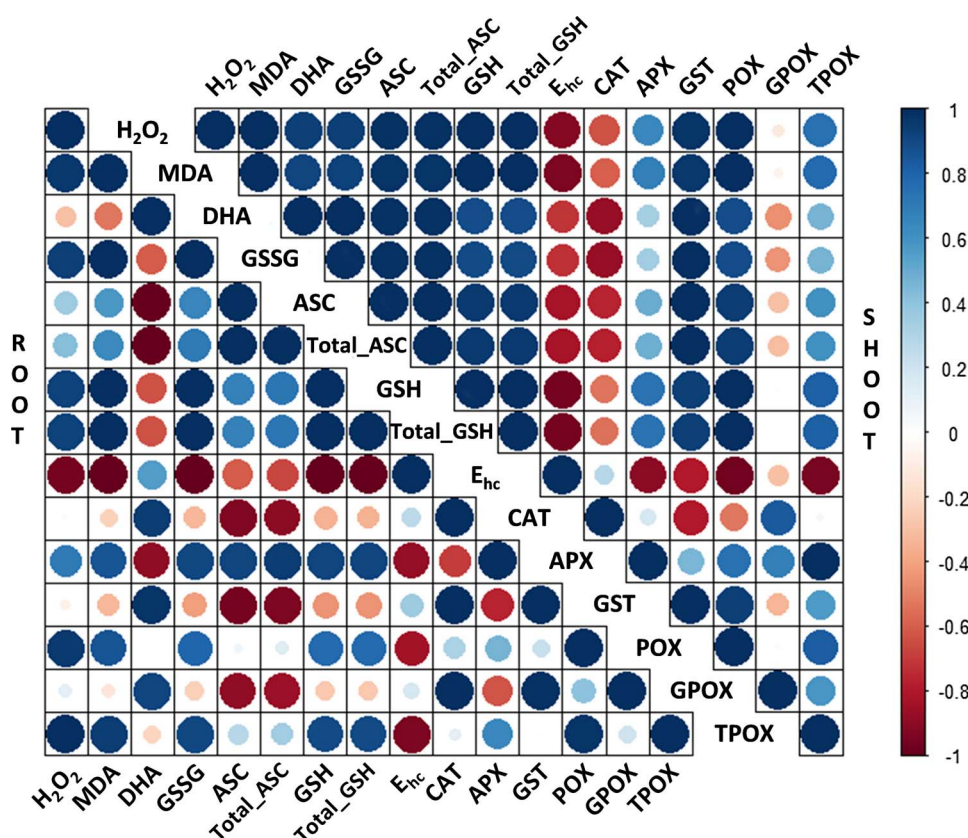 H₂O₂ MDA DHA GSSG ASC Total_ASC GSH Total_GSH Ehc CAT APX GST POX GPOX TPOX
H₂O₂
MDA
DHA
GSSG
ASC
Total_ASC
GSH
Total_GSH
Ehc
CAT
APX
GST
POX
GPOX
TPOX
ROOT
SHOOT
1
0.8
0.6
0.4
0.2
0
-0.2
-0.4
-0.6
-0.8
-1
H₂O₂ MDA DHA GSSG ASC Total_ASC GSH Total_GSH Ehc CAT APX GST POX GPOX TPOX